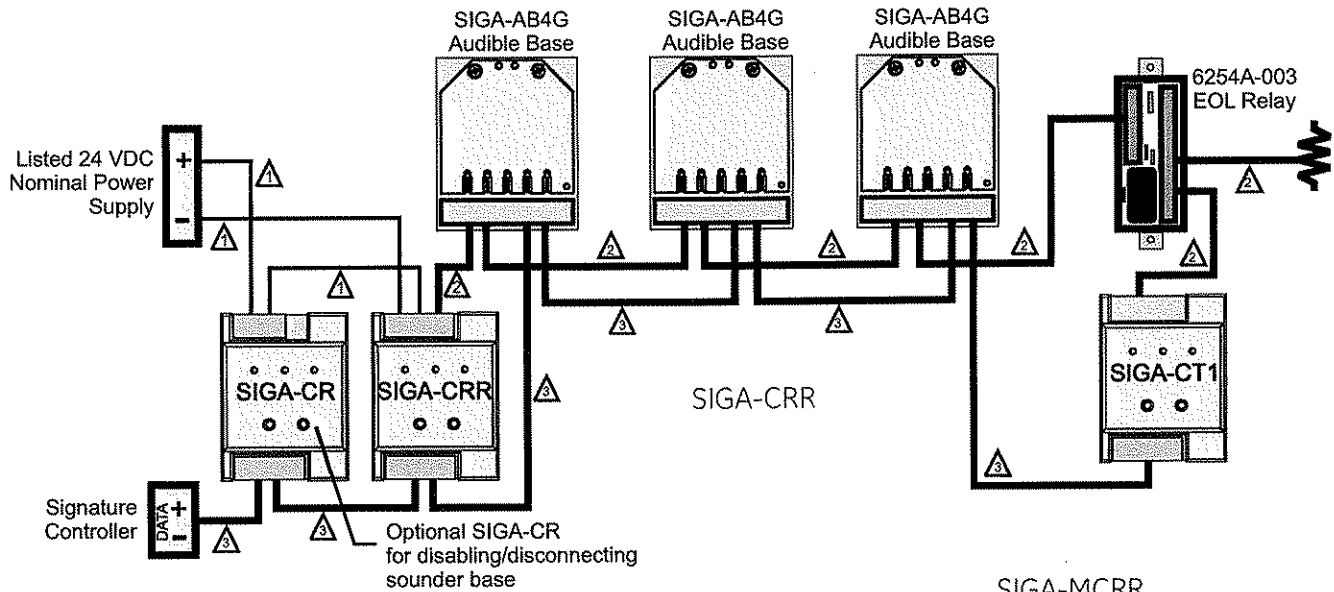 SIGA-AB4G
Audible Base
SIGA-AB4G
Audible Base
SIGA-AB4G
Audible Base
6254A-003
EOL Relay
Listed 24 VDC
Nominal Power
Supply
+
−
1
1
1
2
2
2
2
2
2
3
3
3
SIGA-CR
SIGA-CRR
SIGA-CRR
SIGA-CT1
3
Signature
Controller
DATA
+
−
3
3
Optional SIGA-CR
for disabling/disconnecting
sounder base
SIGA-MCRR